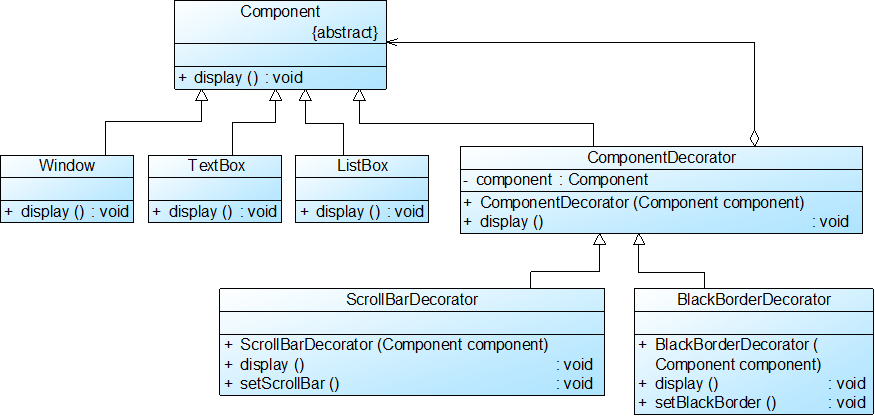 Component
{abstract}
+ display () : void
Window
+ display () : void
TextBox
+ display () : void
ListBox
+ display () : void
ComponentDecorator
- component : Component
+ ComponentDecorator (Component component)
+ display () : void
ScrollBarDecorator
+ ScrollBarDecorator (Component component)
+ display () : void
+ setScrollBar () : void
BlackBorderDecorator
+ BlackBorderDecorator (
Component component)
+ display () : void
+ setBlackBorder () : void